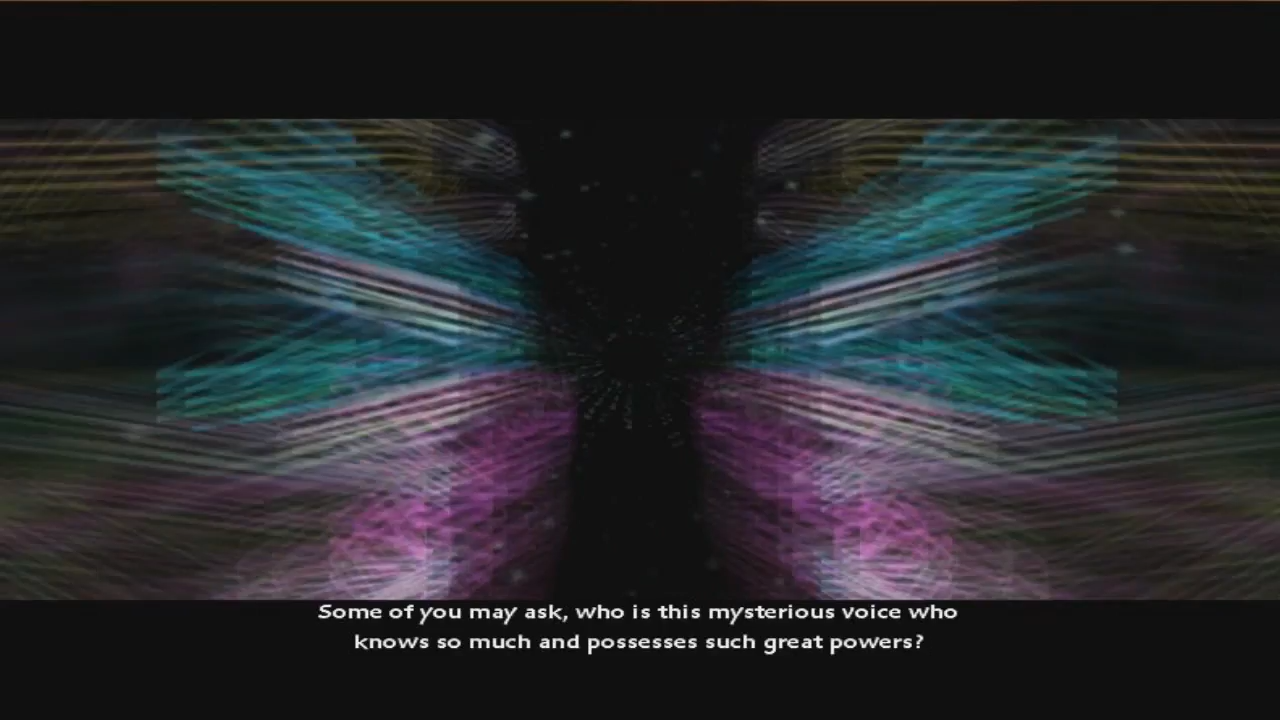 Some of you may ask, who is this mysterious voice who
knows so much and possesses such great powers?